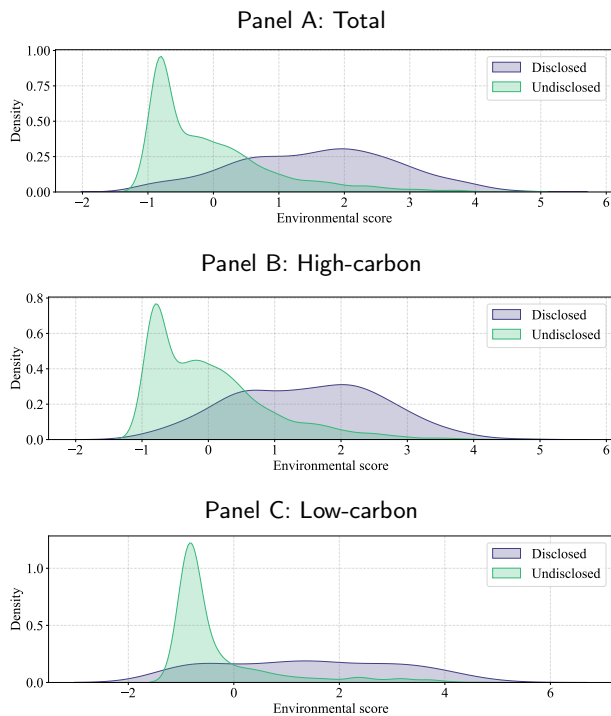 Panel A: Total
1.00
0.75
0.50
0.25
0.00
Density
Disclosed
Undisclosed
−2 −1 0 1 2 3 4 5 6
Environmental score
Panel B: High-carbon
0.8
0.6
0.4
0.2
0.0
Density
Disclosed
Undisclosed
−2 −1 0 1 2 3 4 5 6
Environmental score
Panel C: Low-carbon
1.0
0.5
0.0
Density
Disclosed
Undisclosed
−2 0 2 4 6
Environmental score